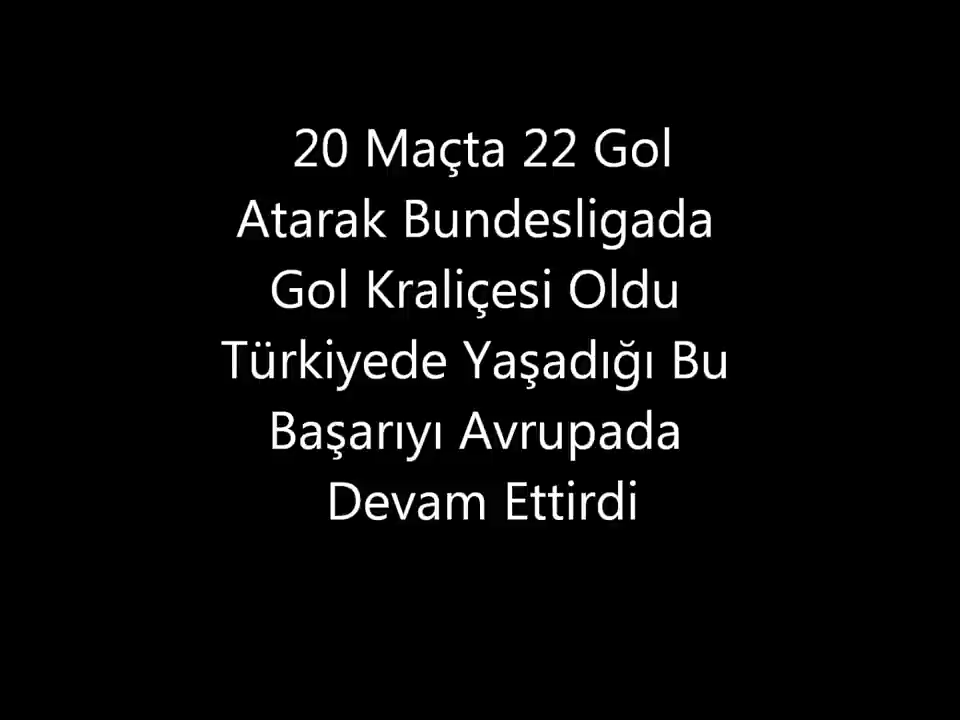 20 Maçta 22 Gol
Atarak Bundesligada
Gol Kraliçesi Oldu
Türkiyede Yaşadığı Bu
Başarıyı Avrupada
Devam Ettirdi